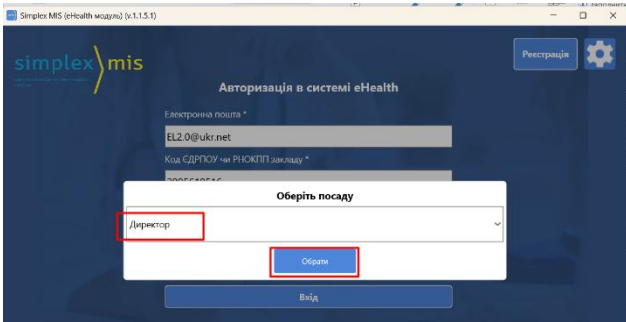 Simplex MIS (eHealth модуль) (v.1.1.5.1)
simplex mis
Реєстрація
Авторизація в системі eHealth
Електронна пошта *
EL2.0@ukr.net
Код ЄДРПОУ чи РНОКПП закладу *
Оберіть посаду
Директор
Обрати
Вхід